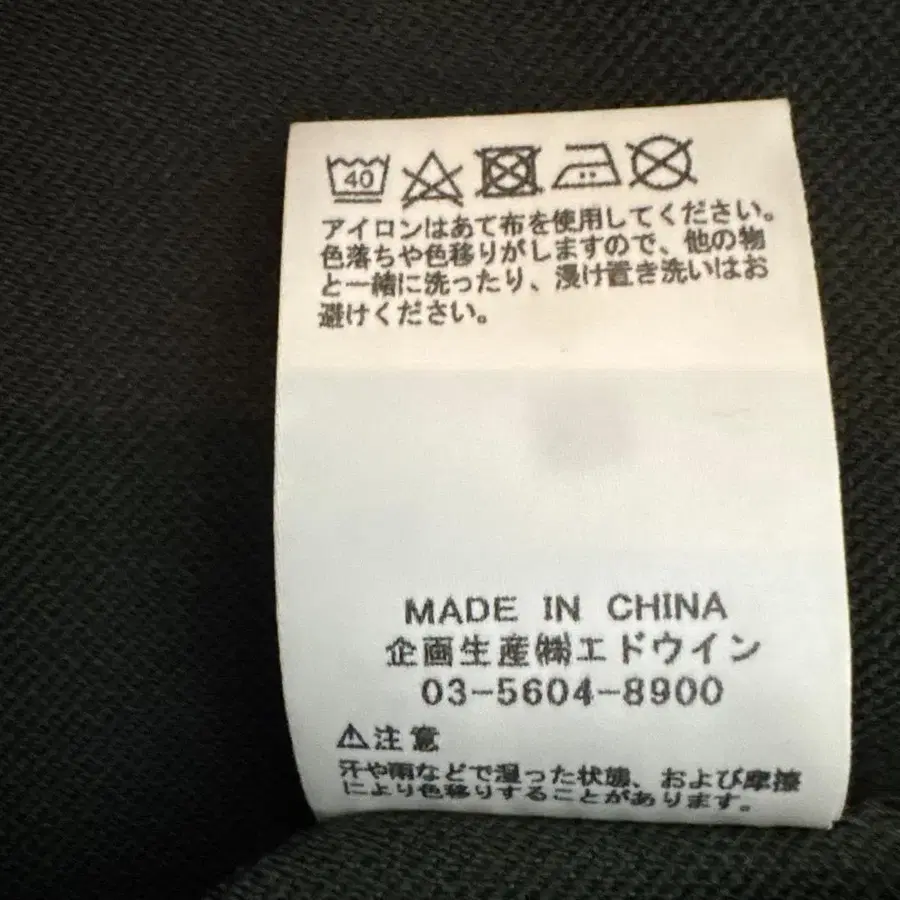 40
アイロンはあて布を使用してください。
色落ちや色移りがしますので、他の物
と一緒に洗ったり、浸け置き洗いはお
避けください。
MADE IN CHINA
企画生産㈱エドウイン
03-5604-8900
⚠注意
汗や雨などで湿った状態、および摩擦
により色移りすることがあります。